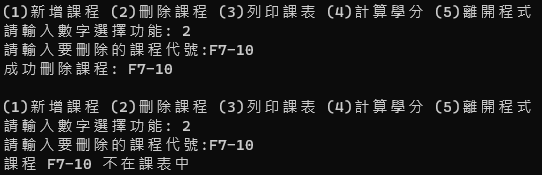 (1)新增課程 (2)刪除課程 (3)列印課表 (4)計算學分 (5)離開程式
請輸入數字選擇功能: 2
請輸入要刪除的課程代號:F7-10
成功刪除課程: F7-10
(1)新增課程 (2)刪除課程 (3)列印課表 (4)計算學分 (5)離開程式
請輸入數字選擇功能: 2
請輸入要刪除的課程代號:F7-10
課程 F7-10 不在課表中